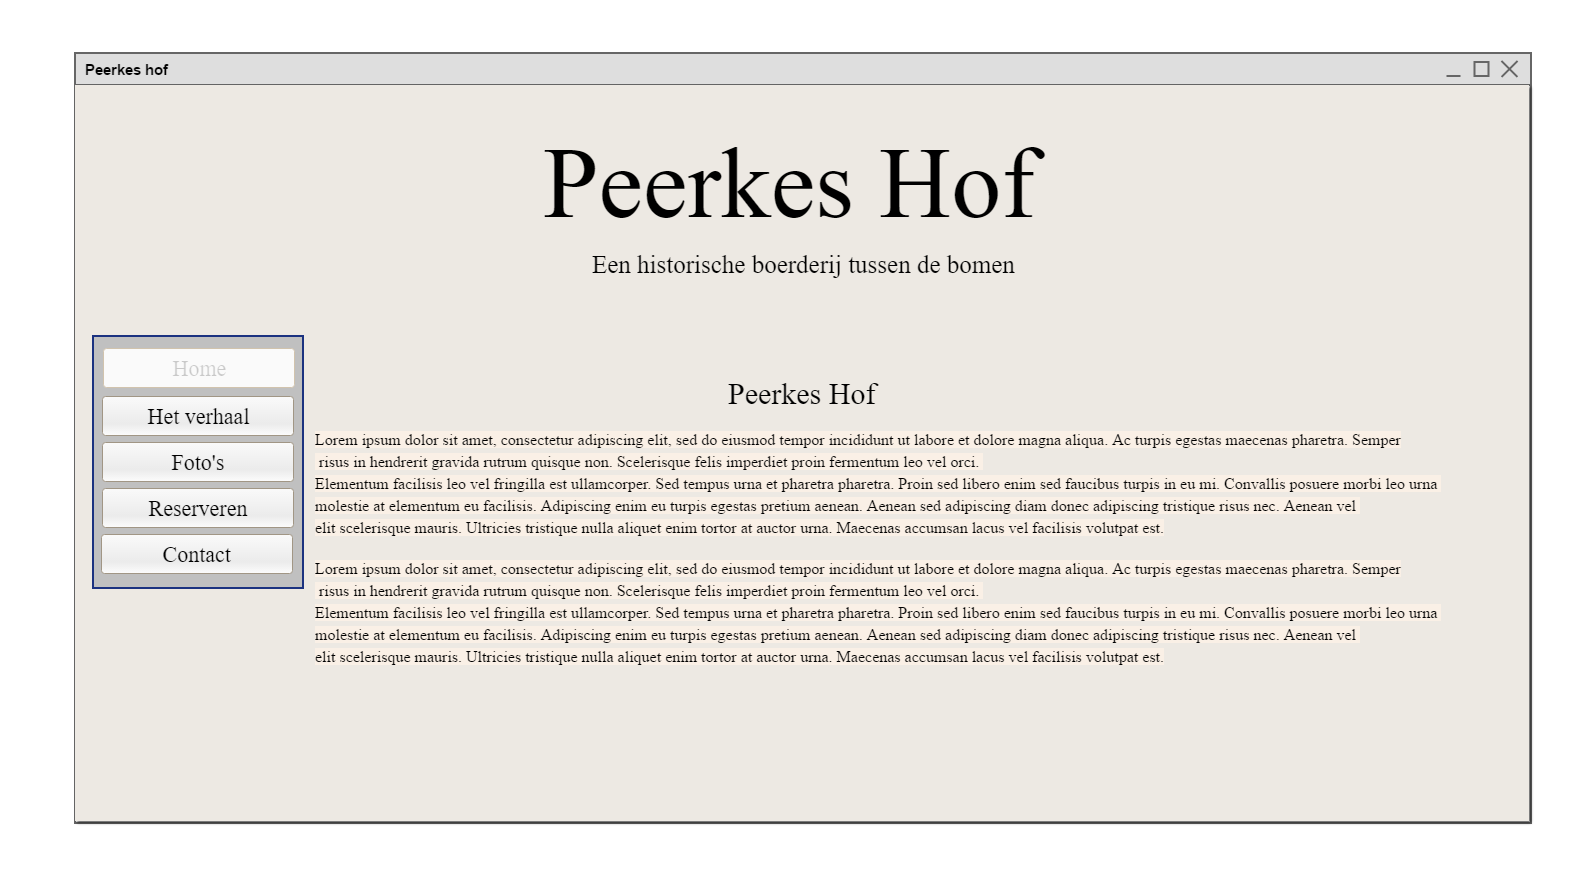 Peerkes hof
Peerkes Hof
Een historische boerderij tussen de bomen
Home
Het verhaal
Foto's
Reserveren
Contact
Peerkes Hof
Lorem ipsum dolor sit amet, consectetur adipiscing elit, sed do eiusmod tempor incididunt ut labore et dolore magna aliqua. Ac turpis egestas maecenas pharetra. Semper
risus in hendrerit gravida rutrum quisque non. Scelerisque felis imperdiet proin fermentum leo vel orci.
Elementum facilisis leo vel fringilla est ullamcorper. Sed tempus urna et pharetra pharetra. Proin sed libero enim sed faucibus turpis in eu mi. Convallis posuere morbi leo urna
molestie at elementum eu facilisis. Adipiscing enim eu turpis egestas pretium aenean. Aenean sed adipiscing diam donec adipiscing tristique risus nec. Aenean vel
elit scelerisque mauris. Ultricies tristique nulla aliquet enim tortor at auctor urna. Maecenas accumsan lacus vel facilisis volutpat est.
Lorem ipsum dolor sit amet, consectetur adipiscing elit, sed do eiusmod tempor incididunt ut labore et dolore magna aliqua. Ac turpis egestas maecenas pharetra. Semper
risus in hendrerit gravida rutrum quisque non. Scelerisque felis imperdiet proin fermentum leo vel orci.
Elementum facilisis leo vel fringilla est ullamcorper. Sed tempus urna et pharetra pharetra. Proin sed libero enim sed faucibus turpis in eu mi. Convallis posuere morbi leo urna
molestie at elementum eu facilisis. Adipiscing enim eu turpis egestas pretium aenean. Aenean sed adipiscing diam donec adipiscing tristique risus nec. Aenean vel
elit scelerisque mauris. Ultricies tristique nulla aliquet enim tortor at auctor urna. Maecenas accumsan lacus vel facilisis volutpat est.